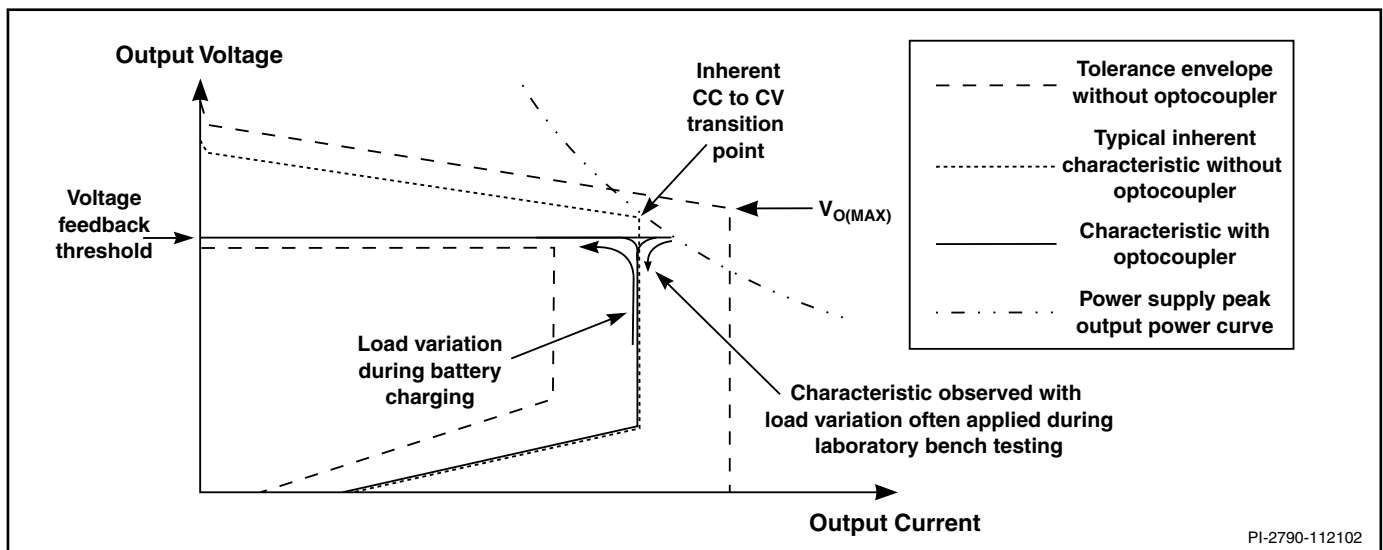 Output Voltage
Inherent
CC to CV
transition
point
Tolerance envelope
without optocoupler
Typical inherent
characteristic without
optocoupler
Characteristic with
optocoupler
Power supply peak
output power curve
Voltage
feedback
threshold
V_O(MAX)
Load variation
during battery
charging
Characteristic observed with
load variation often applied during
laboratory bench testing
Output Current
PI-2790-112102